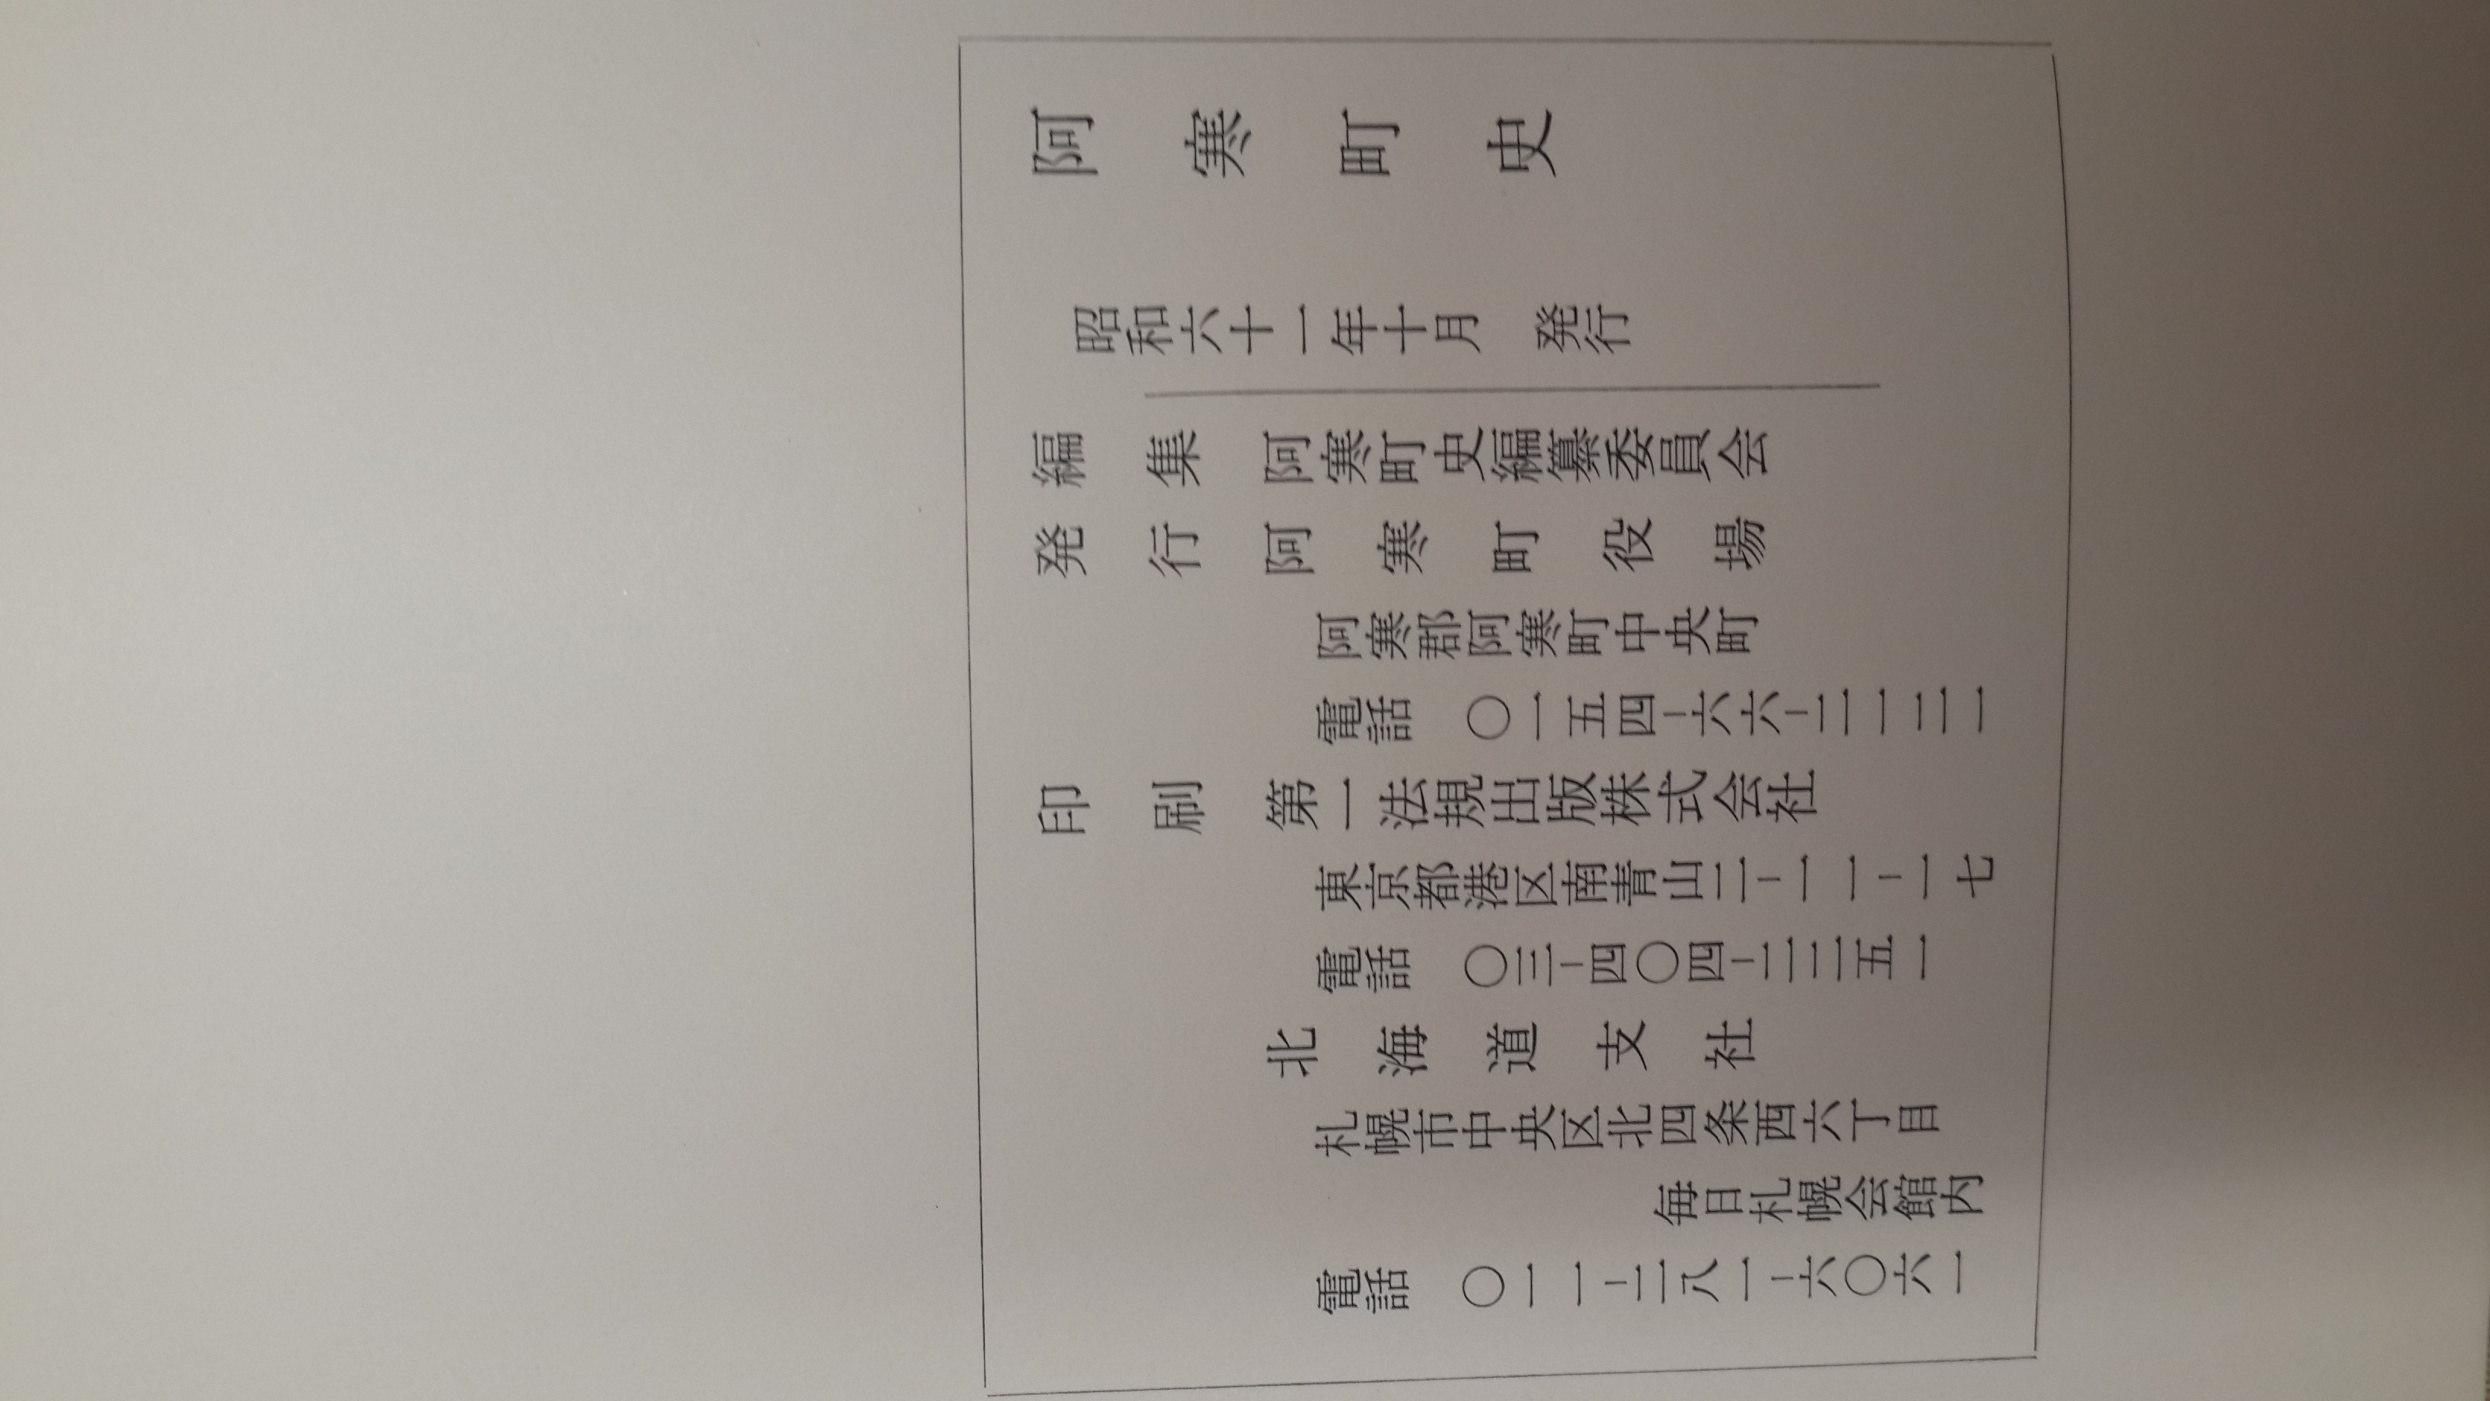 阿寒町史
昭和六十一年十月　発行
編集 阿寒町史編纂委員会
発行 阿寒町役場
阿寒郡阿寒町中央町
電話　〇一五四-六六-二一二一
印刷 第一法規出版株式会社
東京都港区南青山二-一一-一七
電話　〇三-四〇四-二二五一
北海道支社
札幌市中央区北四条西六丁目
毎日札幌会館内
電話　〇一一-二八一-六〇六一